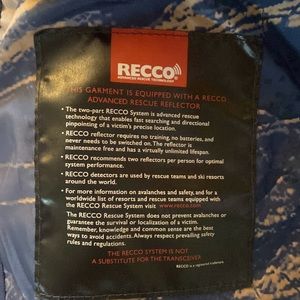 RECCO
ADVANCED RESCUE TECHNOLOGY
THIS GARMENT IS EQUIPPED WITH A RECCO
ADVANCED RESCUE REFLECTOR
• The two-part RECCO System is advanced rescue
technology that enables fast searching and directional
pinpointing of a victim's precise location.
• RECCO reflector requires no training, no batteries, and
never needs to be switched on. The reflector is
maintenance free and has a virtually unlimited lifespan.
• RECCO recommends two reflectors per person for optimal
system performance.
• RECCO detectors are used by rescue teams and ski resorts
around the world.
• For more information on avalanches and safety, and for a
worldwide list of resorts and rescue teams equipped with
the RECCO Rescue System visit www.recco.com
The RECCO Rescue System does not prevent avalanches or
guarantee the survival or localization of a victim.
Remember, knowledge and common sense are the best
way to avoid accidents. Always respect prevailing safety
rules and regulations.
THE RECCO SYSTEM IS NOT
A SUBSTITUTE FOR THE TRANSCEIVER
RECCO is a registered trademark.